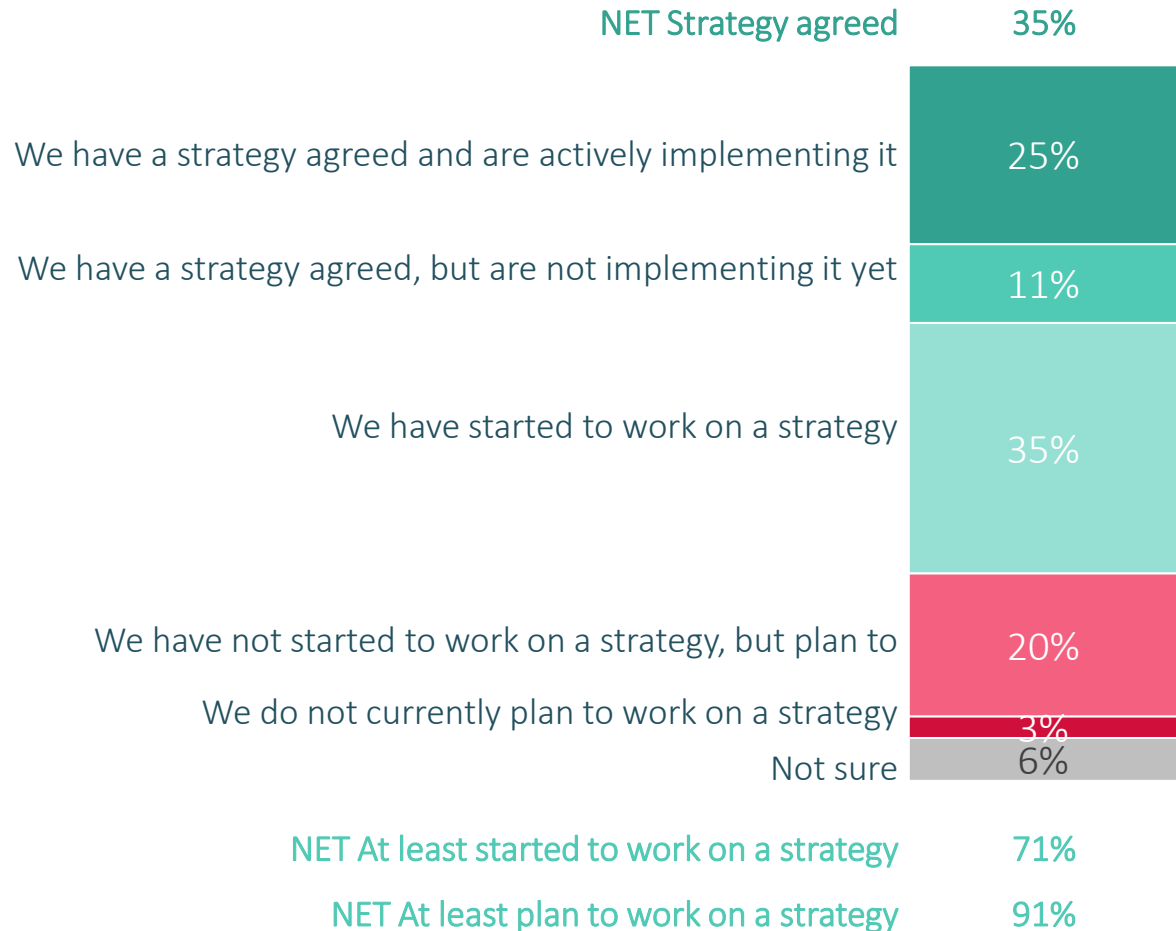 NET Strategy agreed 35%
We have a strategy agreed and are actively implementing it 25%
We have a strategy agreed, but are not implementing it yet 11%
We have started to work on a strategy 35%
We have not started to work on a strategy, but plan to 20%
We do not currently plan to work on a strategy 3%
Not sure 6%
NET At least started to work on a strategy 71%
NET At least plan to work on a strategy 91%